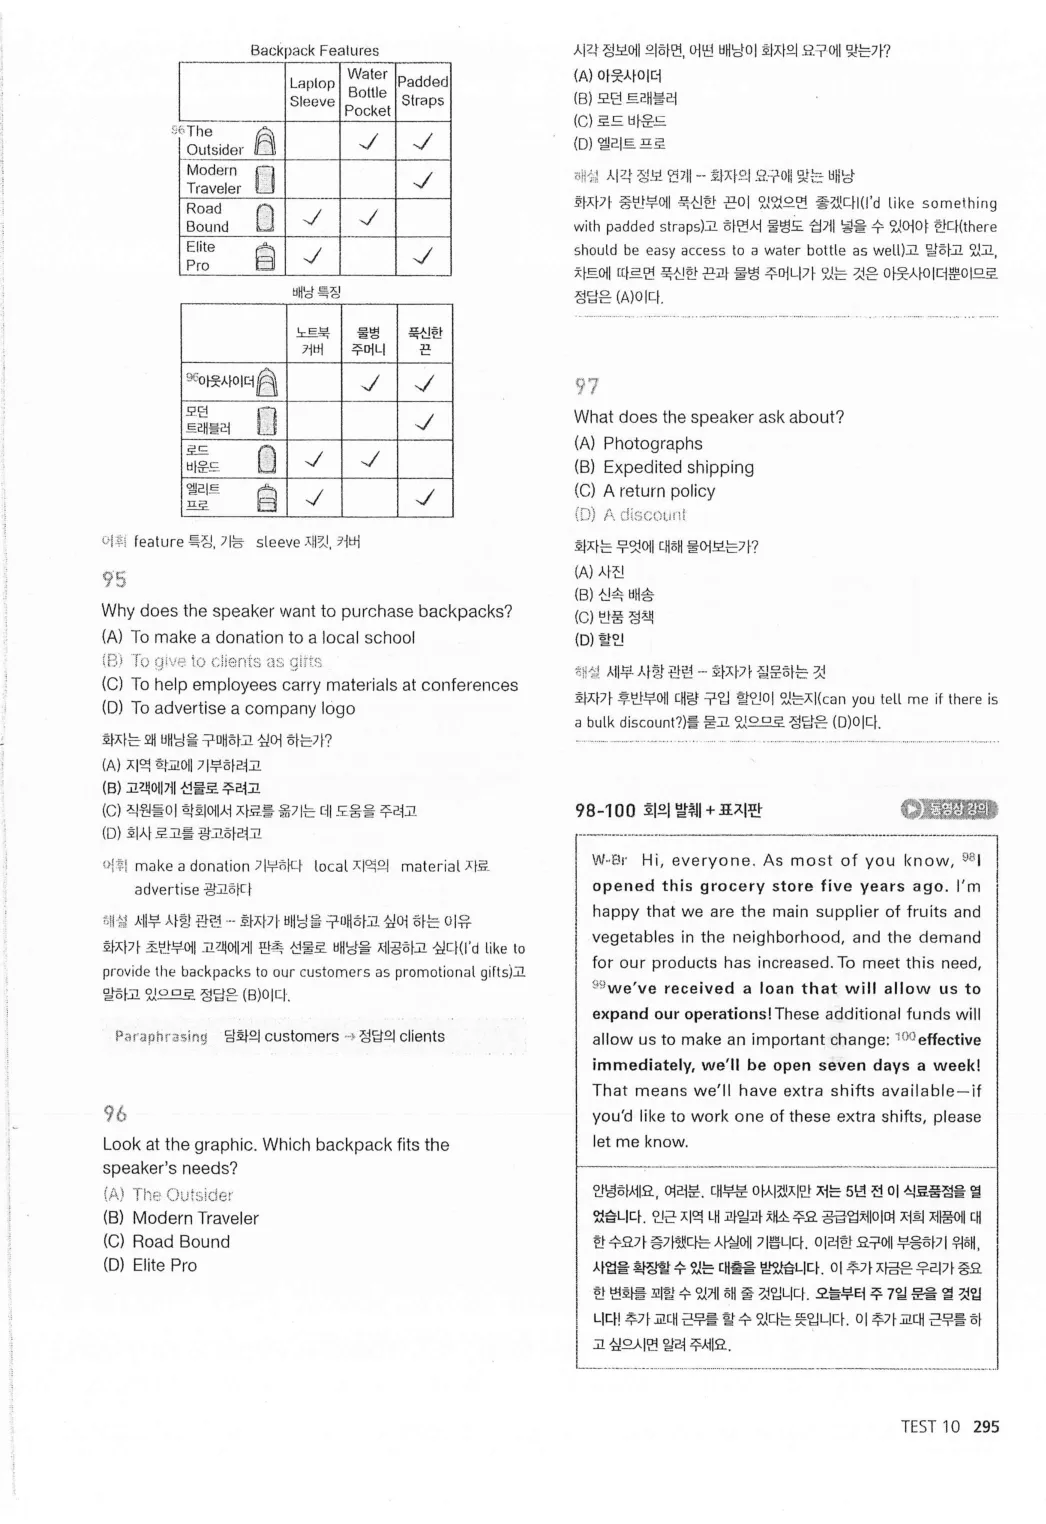 Backpack Features
Laptop Sleeve
Water Bottle Pocket
Padded Straps
96The Outsider
Modern Traveler
Road Bound
Elite Pro
배낭 특징
노트북 커버
물병 주머니
푹신한 끈
96아웃사이더
모던 트래블러
로드 바운드
엘리트 프로
어휘 feature 특징, 기능 sleeve 재킷, 커버
95
Why does the speaker want to purchase backpacks?
(A) To make a donation to a local school
(B) To give to clients as gifts
(C) To help employees carry materials at conferences
(D) To advertise a company logo
화자는 왜 배낭을 구매하고 싶어 하는가?
(A) 지역 학교에 기부하려고
(B) 고객에게 선물로 주려고
(C) 직원들이 학회에서 자료를 옮기는 데 도움을 주려고
(D) 회사 로고를 광고하려고
어휘 make a donation 기부하다 local 지역의 material 자료
advertise 광고하다
해설 세부 사항 관련 – 화자가 배낭을 구매하고 싶어 하는 이유
화자가 초반부에 고객에게 판촉 선물로 배낭을 제공하고 싶다(I'd like to
provide the backpacks to our customers as promotional gifts)고
말하고 있으므로 정답은 (B)이다.
Paraphrasing 담화의 customers → 정답의 clients
96
Look at the graphic. Which backpack fits the
speaker's needs?
(A) The Outsider
(B) Modern Traveler
(C) Road Bound
(D) Elite Pro
시각 정보에 의하면, 어떤 배낭이 화자의 요구에 맞는가?
(A) 아웃사이더
(B) 모던 트래블러
(C) 로드 바운드
(D) 엘리트 프로
해설 시각 정보 연계 – 화자의 요구에 맞는 배낭
화자가 중반부에 푹신한 끈이 있었으면 좋겠다(I'd like something
with padded straps)고 하면서 물병도 쉽게 넣을 수 있어야 한다(there
should be easy access to a water bottle as well)고 말하고 있고,
차트에 따르면 푹신한 끈과 물병 주머니가 있는 것은 아웃사이더뿐이므로
정답은 (A)이다.
97
What does the speaker ask about?
(A) Photographs
(B) Expedited shipping
(C) A return policy
(D) A discount
화자는 무엇에 대해 물어보는가?
(A) 사진
(B) 신속 배송
(C) 반품 정책
(D) 할인
해설 세부 사항 관련 – 화자가 질문하는 것
화자가 후반부에 대량 구입 할인이 있는지(can you tell me if there is
a bulk discount?)를 묻고 있으므로 정답은 (D)이다.
98-100 회의 발췌 + 표지판
동영상 강의
W-Br Hi, everyone. As most of you know, 98I
opened this grocery store five years ago. I'm
happy that we are the main supplier of fruits and
vegetables in the neighborhood, and the demand
for our products has increased. To meet this need,
99we've received a loan that will allow us to
expand our operations! These additional funds will
allow us to make an important change: 100effective
immediately, we'll be open seven days a week!
That means we'll have extra shifts available—if
you'd like to work one of these extra shifts, please
let me know.
안녕하세요, 여러분. 대부분 아시겠지만 저는 5년 전 이 식료품점을 열
었습니다. 인근 지역 내 과일과 채소 주요 공급업체이며 저희 제품에 대
한 수요가 증가했다는 사실에 기쁩니다. 이러한 요구에 부응하기 위해,
사업을 확장할 수 있는 대출을 받았습니다. 이 추가 자금은 우리가 중요
한 변화를 꾀할 수 있게 해 줄 것입니다. 오늘부터 주 7일 문을 열 것입
니다! 추가 교대 근무를 할 수 있다는 뜻입니다. 이 추가 교대 근무를 하
고 싶으시면 알려 주세요.
TEST 10 295